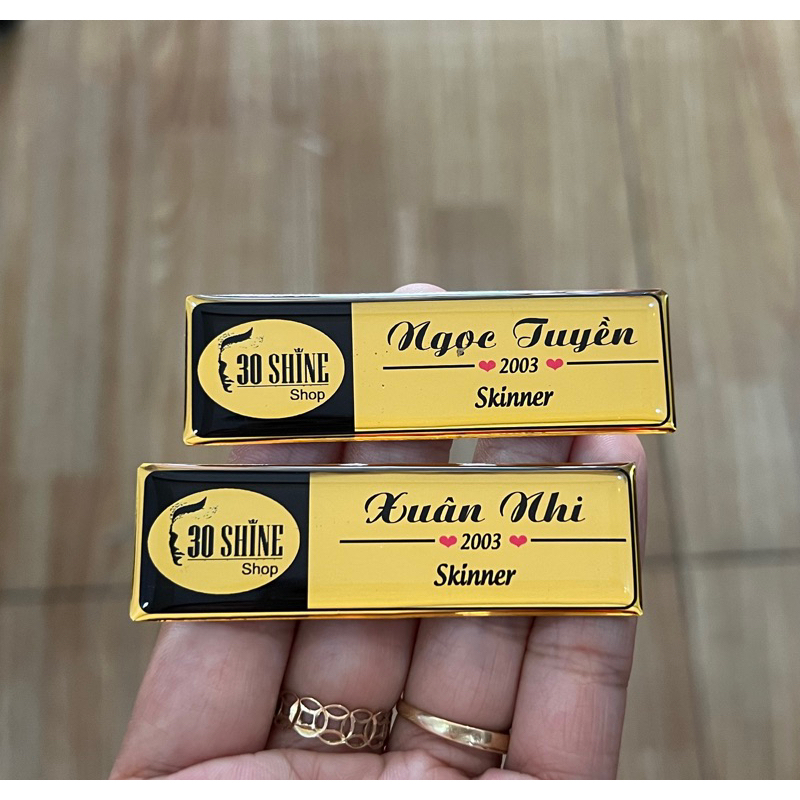 30 SHINE
Shop
Ngọc Tuyền
❤ 2003 ❤
Skinner
30 SHINE
Shop
Xuân Nhi
❤ 2003 ❤
Skinner